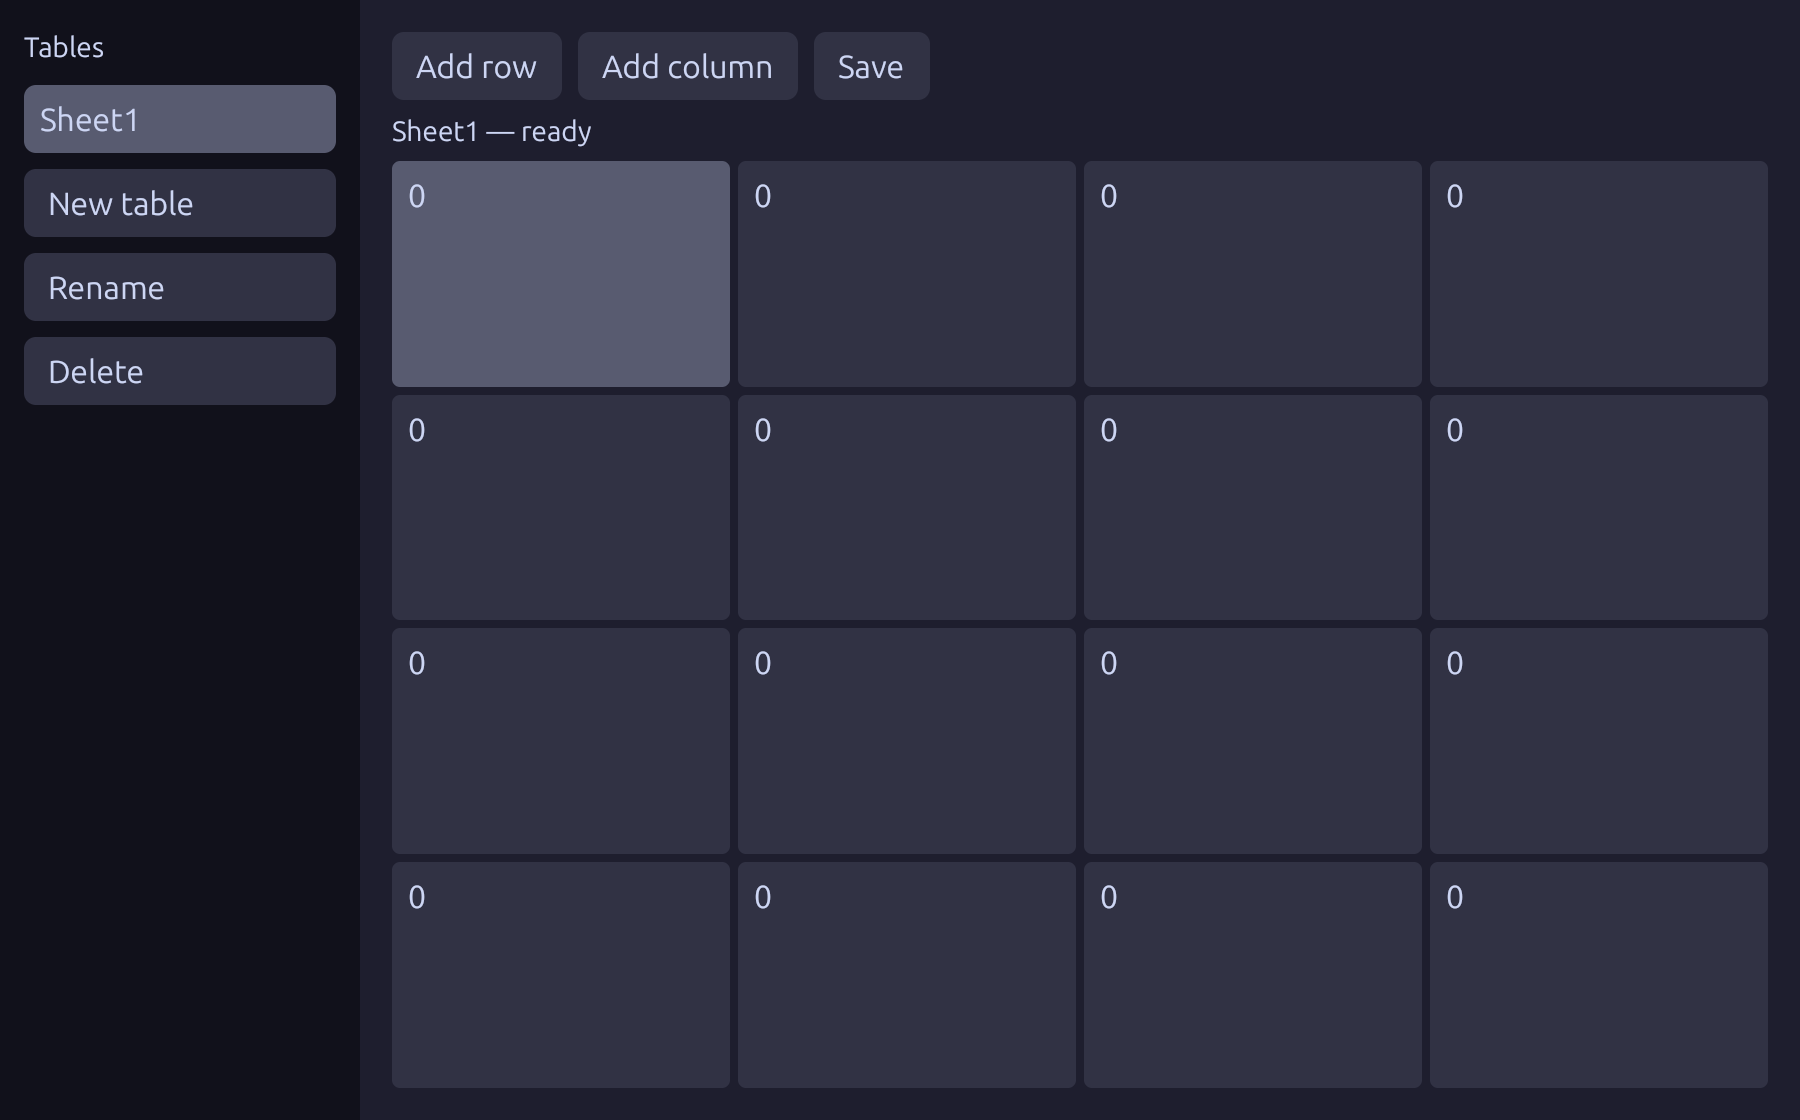 Tables
Sheet1
New table
Rename
Delete
Add row Add column Save
Sheet1 — ready
0 0 0 0
0 0 0 0
0 0 0 0
0 0 0 0